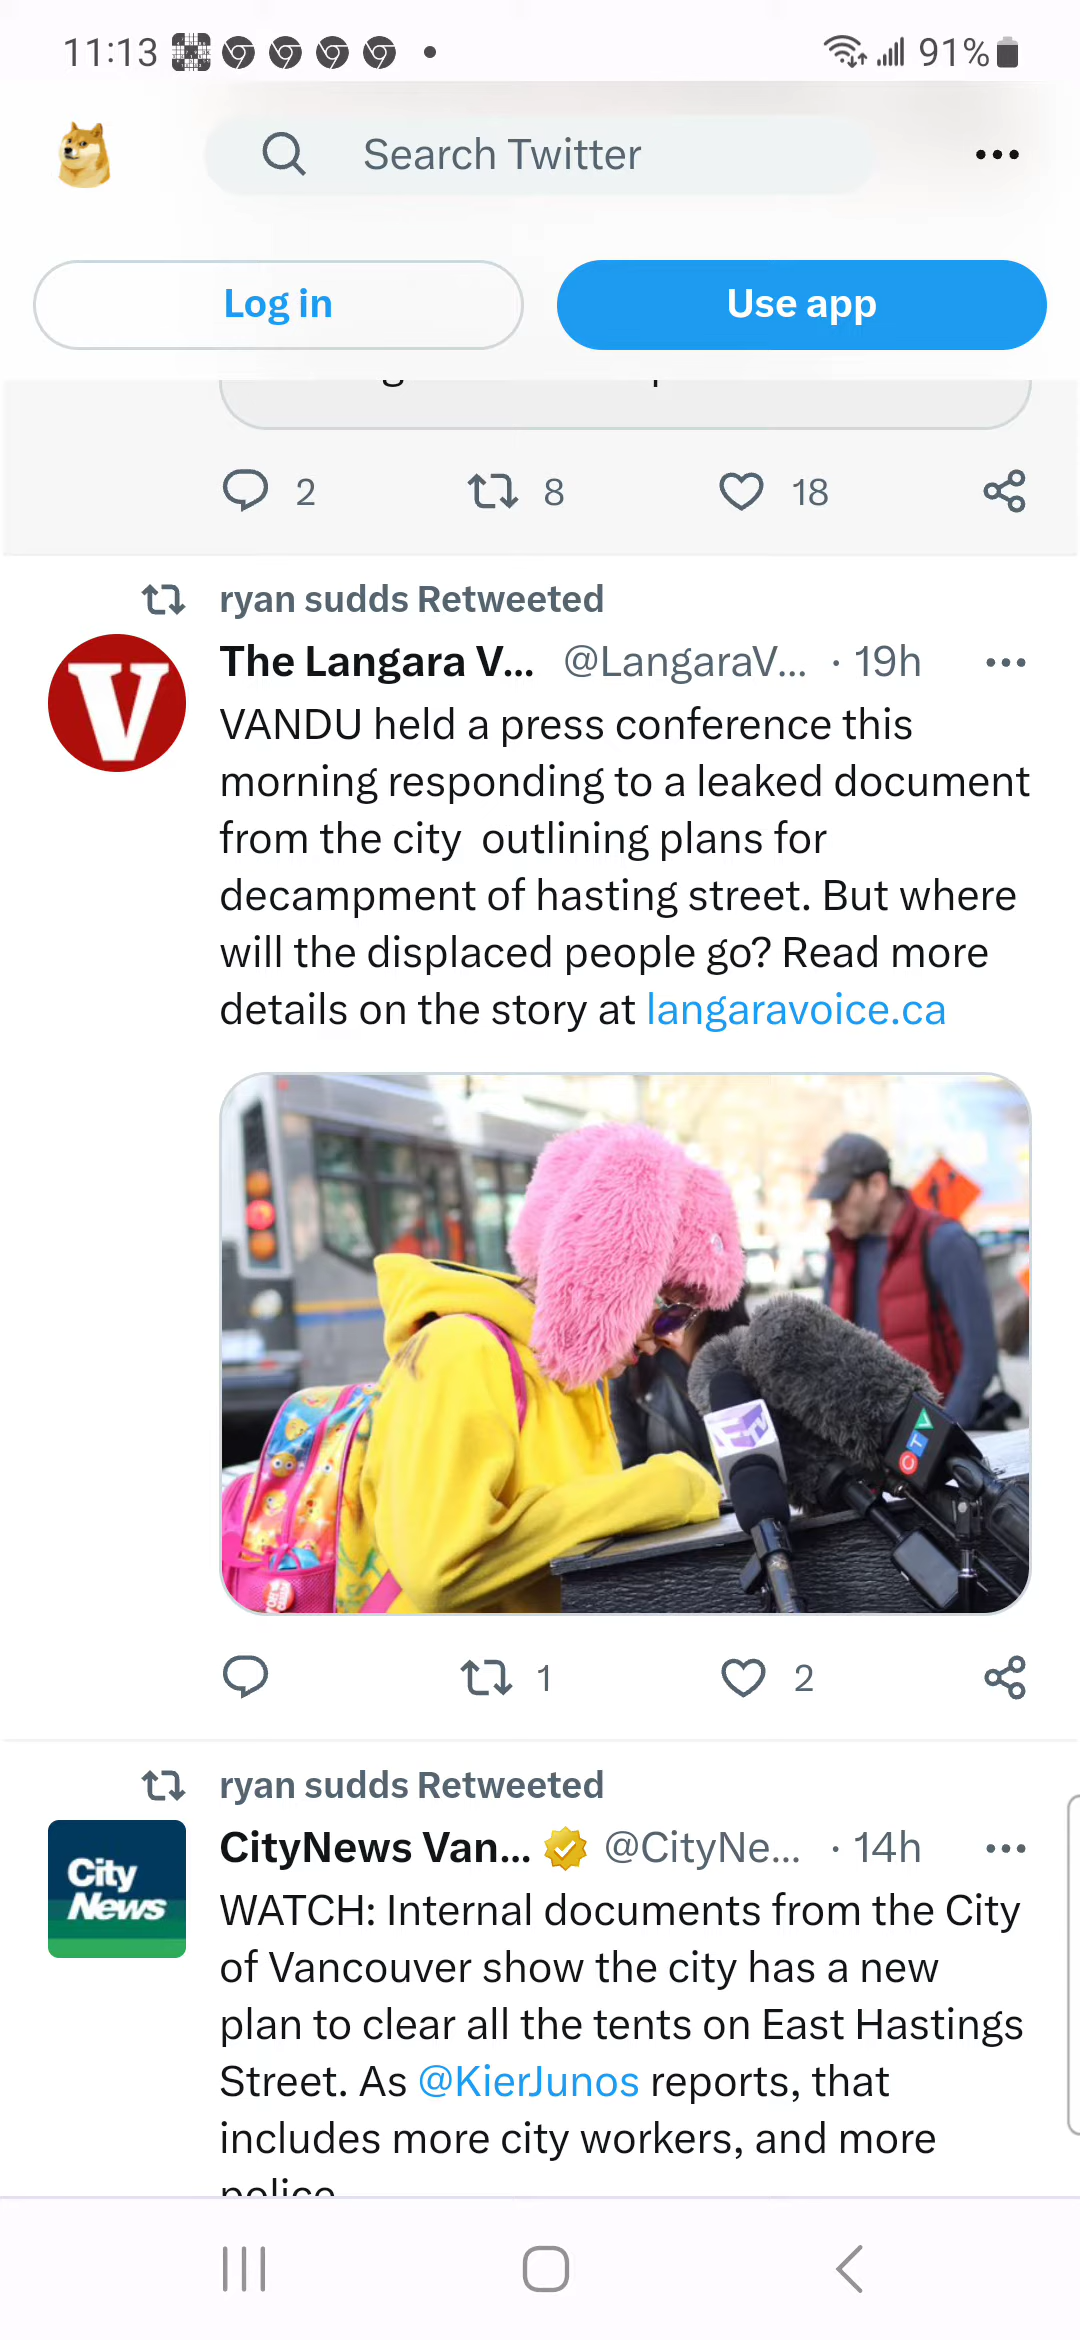 11:13
91%
Search Twitter
Log in
Use app
2
8
18
ryan sudds Retweeted
The Langara V... @LangaraV... · 19h
V
VANDU held a press conference this
morning responding to a leaked document
from the city  outlining plans for
decampment of hasting street. But where
will the displaced people go? Read more
details on the story at langaravoice.ca
CTV
1
2
ryan sudds Retweeted
CityNews Van... @CityNe... · 14h
City
News
WATCH: Internal documents from the City
of Vancouver show the city has a new
plan to clear all the tents on East Hastings
Street. As @KierJunos reports, that
includes more city workers, and more
police